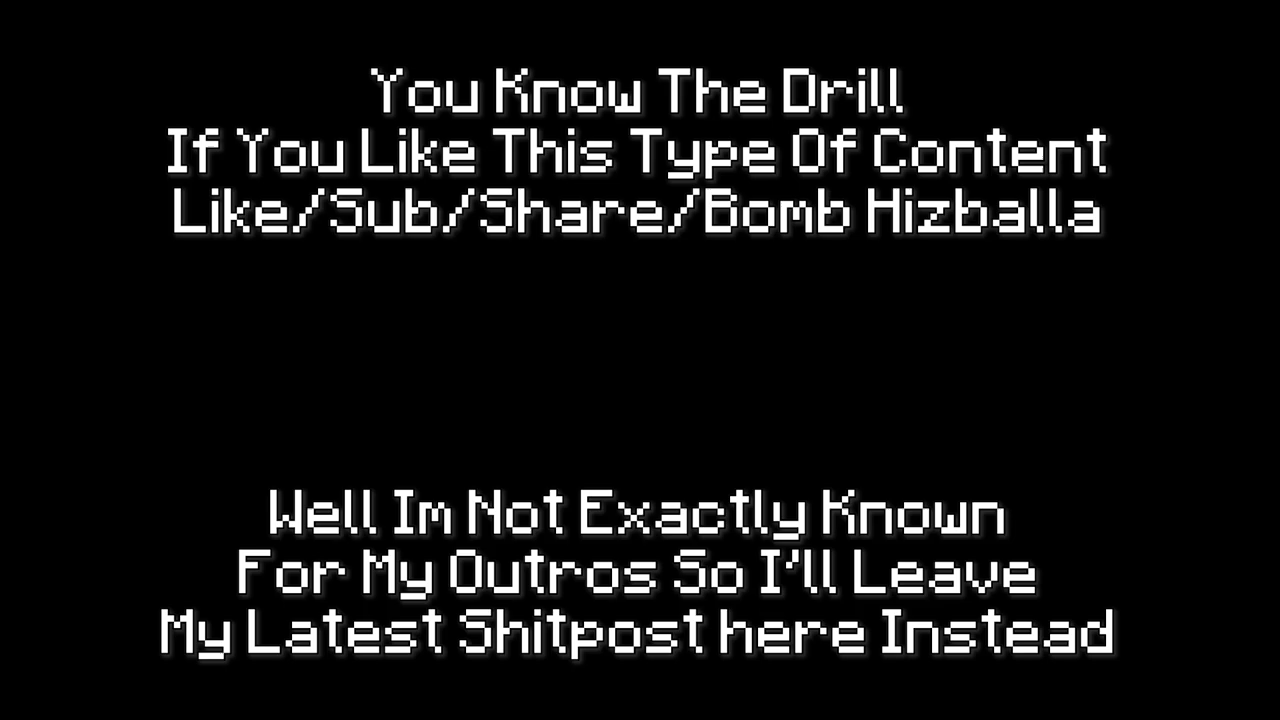 You Know The Drill
If You Like This Type Of Content
Like/Sub/Share/Bomb Hizballa
Well Im Not Exactly Known
For My Outros So I'll Leave
My Latest Shitpost here Instead